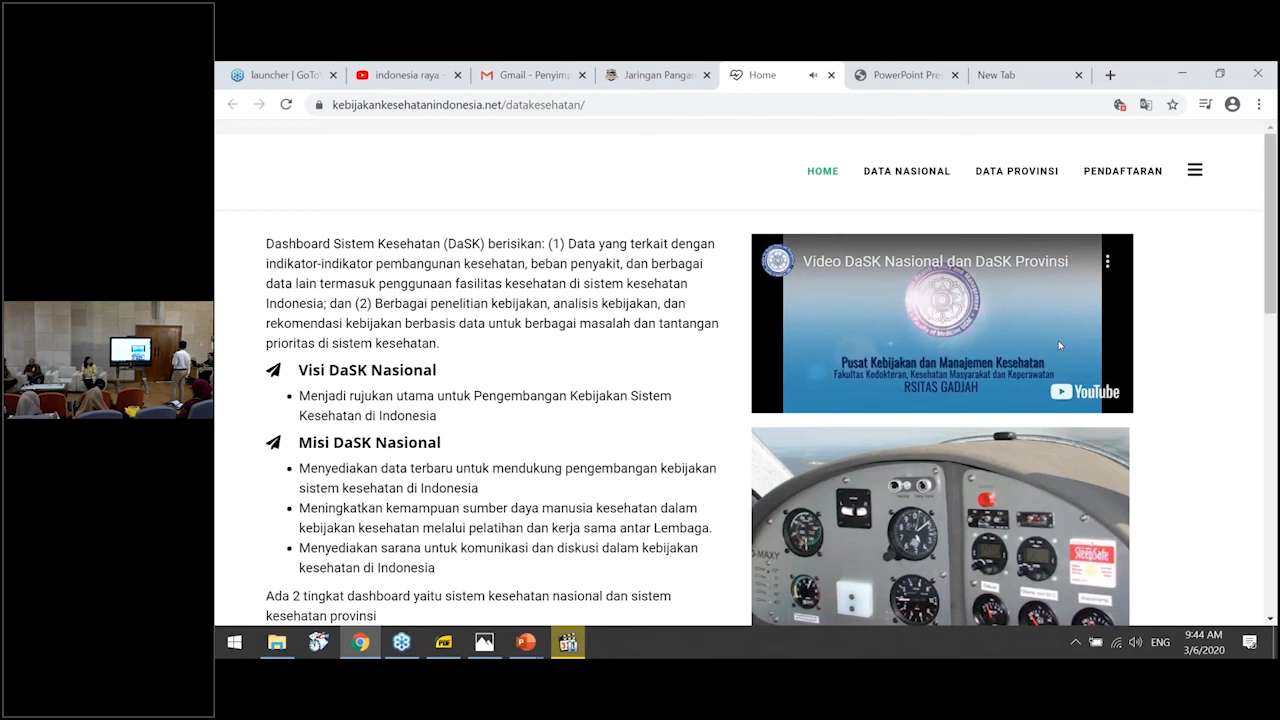 launcher | GoTo
indonesia raya -
Gmail - Penyimp
Jaringan Pangan
Home
PowerPoint Pres
New Tab
kebijakankesehatanindonesia.net/datakesehatan/
HOME
DATA NASIONAL
DATA PROVINSI
PENDAFTARAN
Dashboard Sistem Kesehatan (DaSK) berisikan: (1) Data yang terkait dengan
indikator-indikator pembangunan kesehatan, beban penyakit, dan berbagai
data lain termasuk penggunaan fasilitas kesehatan di sistem kesehatan
Indonesia; dan (2) Berbagai penelitian kebijakan, analisis kebijakan, dan
rekomendasi kebijakan berbasis data untuk berbagai masalah dan tantangan
prioritas di sistem kesehatan.
Visi DaSK Nasional
Menjadi rujukan utama untuk Pengembangan Kebijakan Sistem
Kesehatan di Indonesia
Misi DaSK Nasional
Menyediakan data terbaru untuk mendukung pengembangan kebijakan
sistem kesehatan di Indonesia
Meningkatkan kemampuan sumber daya manusia kesehatan dalam
kebijakan kesehatan melalui pelatihan dan kerja sama antar Lembaga.
Menyediakan sarana untuk komunikasi dan diskusi dalam kebijakan
kesehatan di Indonesia
Ada 2 tingkat dashboard yaitu sistem kesehatan nasional dan sistem
kesehatan provinsi
Video DaSK Nasional dan DaSK Provinsi
Pusat Kebijakan dan Manajemen Kesehatan
Fakultas Kedokteran, Kesehatan Masyarakat dan Keperawatan
RSITAS GADJAH
YouTube
SleepSafe
ENG
9:44 AM
3/6/2020